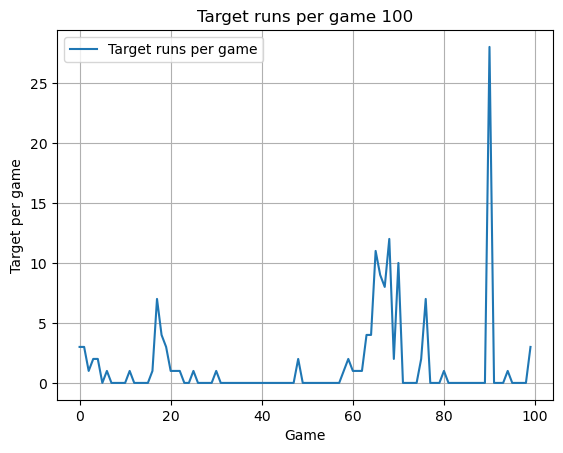 Target runs per game 100
Target runs per game
Target per game
25
20
15
10
5
0
0 20 40 60 80 100
Game